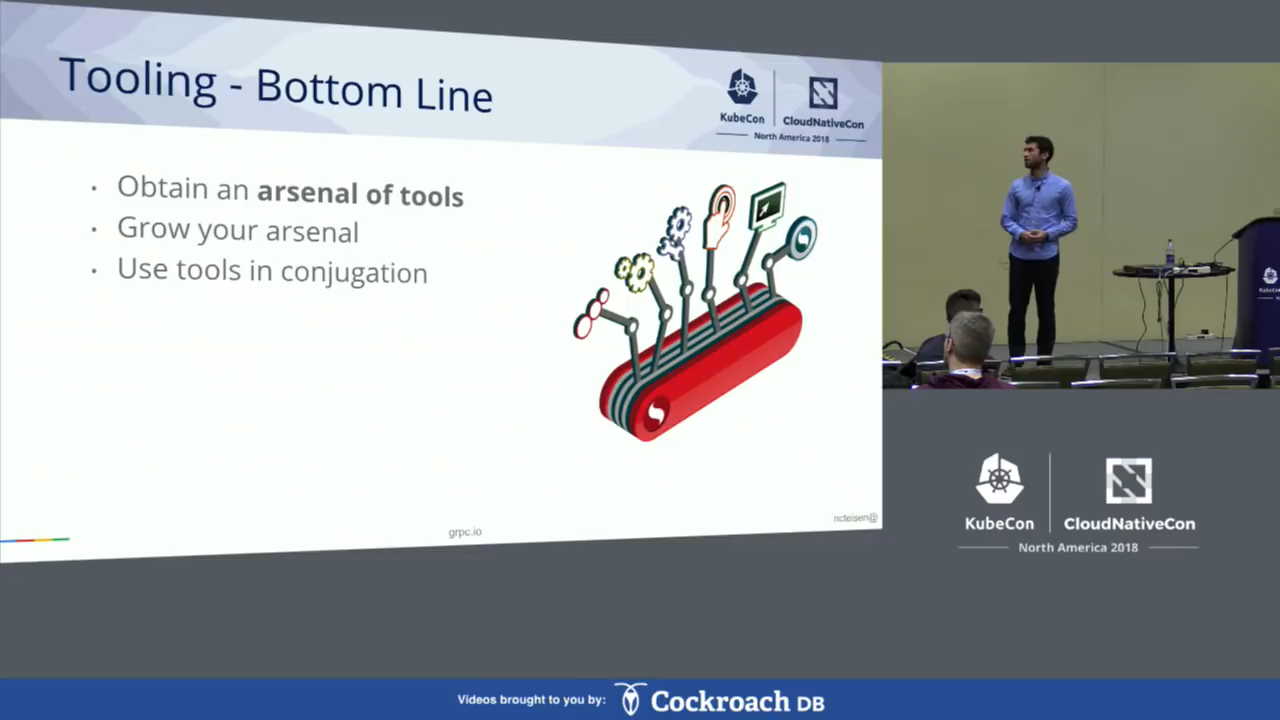 Tooling - Bottom Line
KubeCon
CloudNativeCon
North America 2018
· Obtain an arsenal of tools
· Grow your arsenal
· Use tools in conjugation
grpc.io
ncteisen@
KubeCon
CloudNativeCon
North America 2018
Videos brought to you by: Cockroach DB